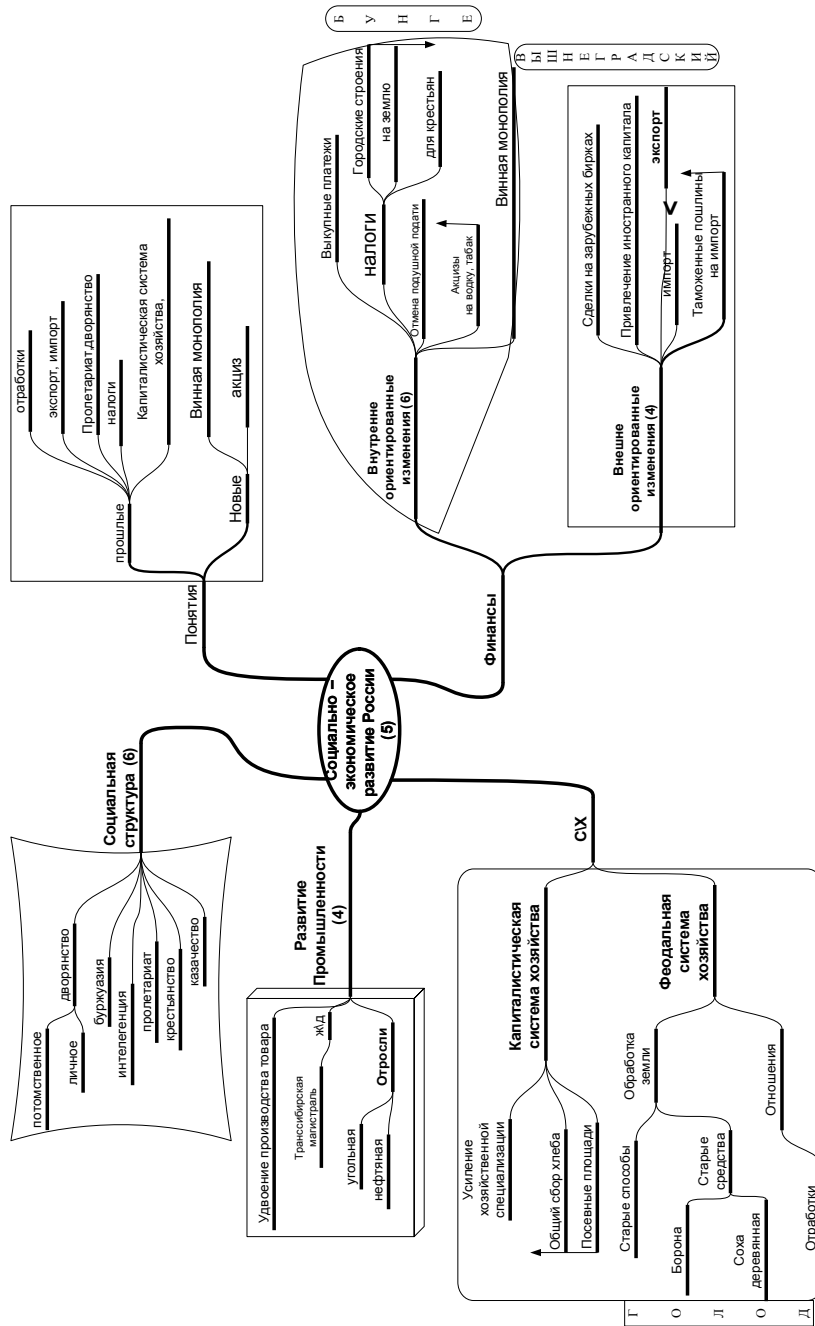 Социально –
экономическое
развитие России
(5)
Понятия
прошлые
отработки
экспорт, импорт
Пролетариат,дворянство
налоги
Капиталистическая система
хозяйства,
Новые
Винная монополия
акциз
Финансы
Внутренне
ориентированные
изменения (6)
Выкупные платежи
налоги
Городские строения
на землю
для крестьян
Отмена подушной подати
Акцизы
на водку, табак
Винная монополия
Б
У
Н
Г
Е
Внешне
ориентированные
изменения (4)
Сделки на зарубежных биржах
Привлечение иностранного капитала
импорт
<
экспорт
Таможенные пошлины
на импорт
В
Ы
Ш
Н
Е
Г
Р
А
Д
С
К
И
Й
Социальная
структура (6)
дворянство
потомственное
личное
буржуазия
интелегенция
пролетариат
крестьянство
казачество
Развитие
Промышленности
(4)
Удвоение производства товара
ж\д
Транссибирская
магистраль
Отросли
угольная
нефтяная
С\Х
Капиталистическая
система хозяйства
Усиление
хозяйственной
специализации
Общий сбор хлеба
Посевные площади
Феодальная
система
хозяйства
Обработка
земли
Старые способы
Старые
средства
Борона
Соха
деревянная
Отношения
Отработки
Г
О
Л
О
Д